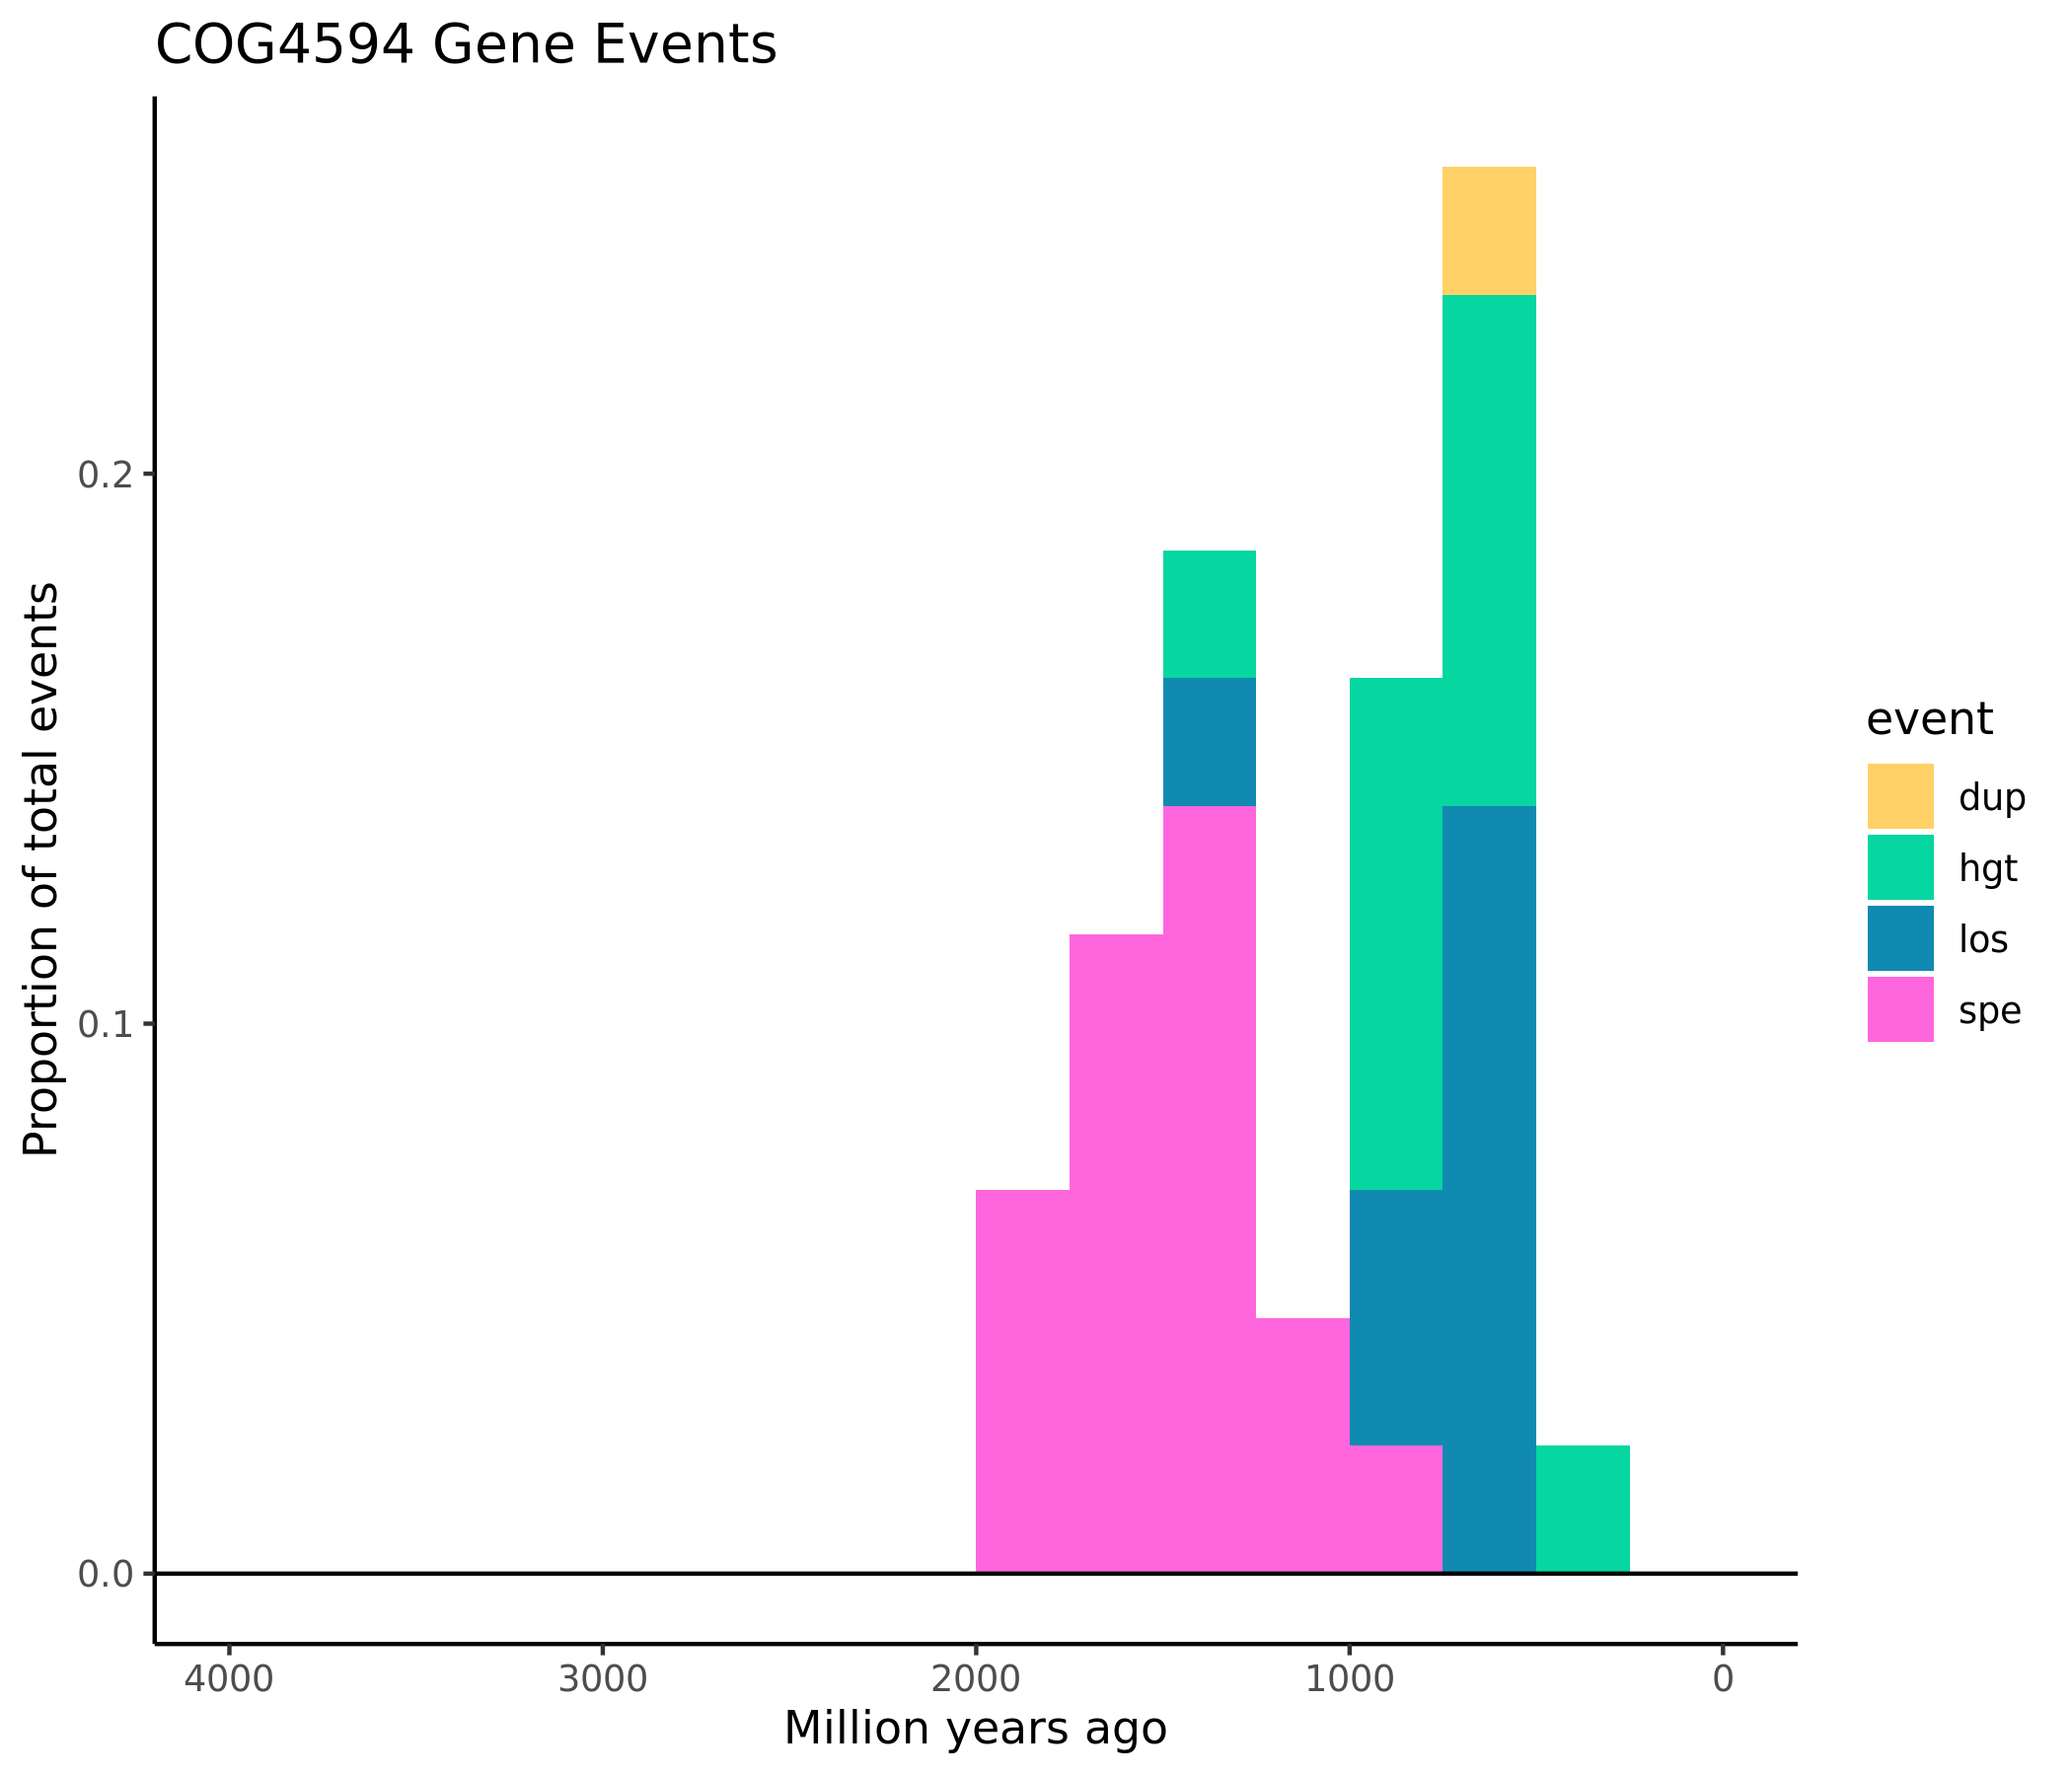 COG4594 Gene Events
Proportion of total events
0.2
0.1
0.0
4000 3000 2000 1000 0
Million years ago
event
dup
hgt
los
spe